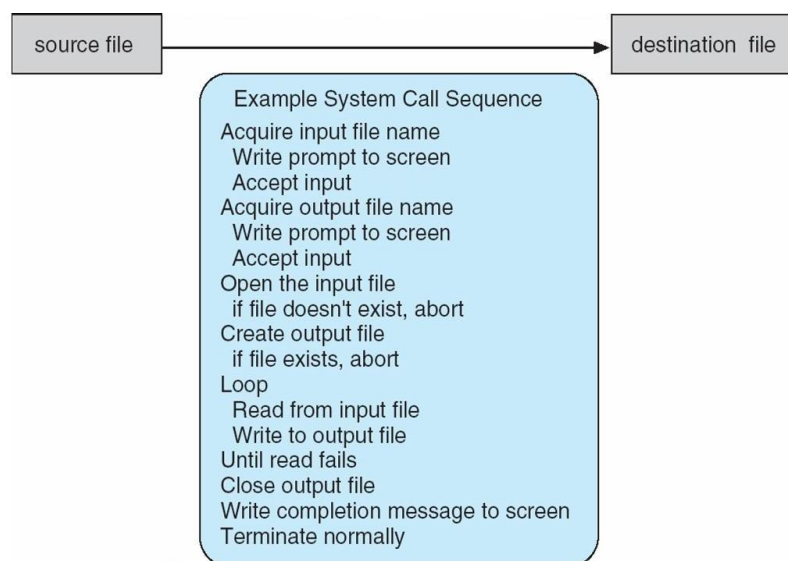 source file
destination file
Example System Call Sequence
Acquire input file name
Write prompt to screen
Accept input
Acquire output file name
Write prompt to screen
Accept input
Open the input file
if file doesn't exist, abort
Create output file
if file exists, abort
Loop
Read from input file
Write to output file
Until read fails
Close output file
Write completion message to screen
Terminate normally